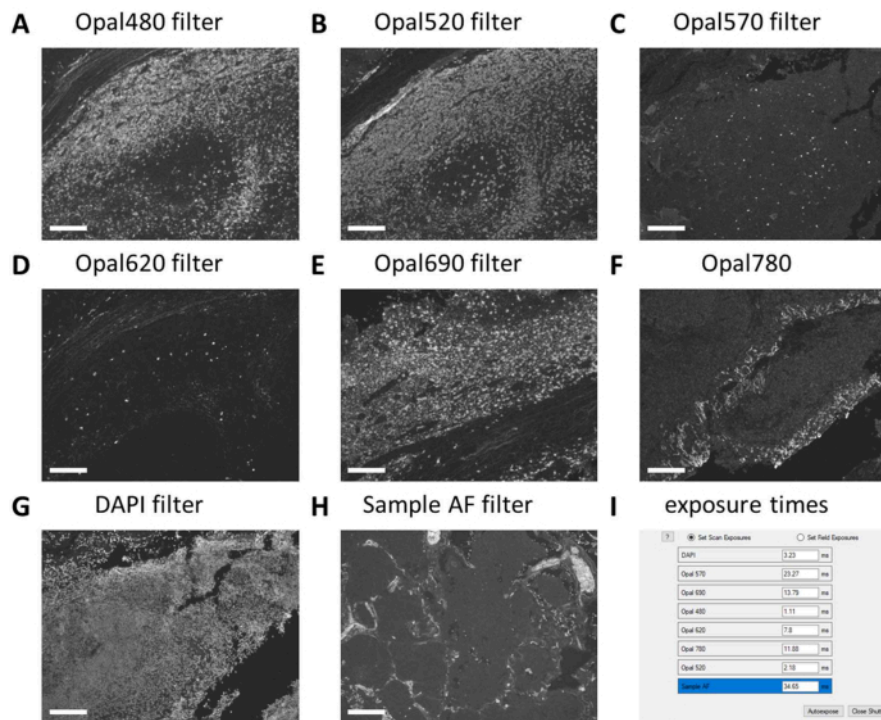 A Opal480 filter B Opal520 filter C Opal570 filter
D Opal620 filter E Opal690 filter F Opal780
G DAPI filter H Sample AF filter I exposure times
? Set Scan Exposures Set Field Exposures
DAPI 3.23 ms
Opal 570 23.27 ms
Opal 690 13.79 ms
Opal 480 1.11 ms
Opal 620 7.8 ms
Opal 780 11.88 ms
Opal 520 2.18 ms
Sample AF 34.65 ms
Autoexpose Close Shutt